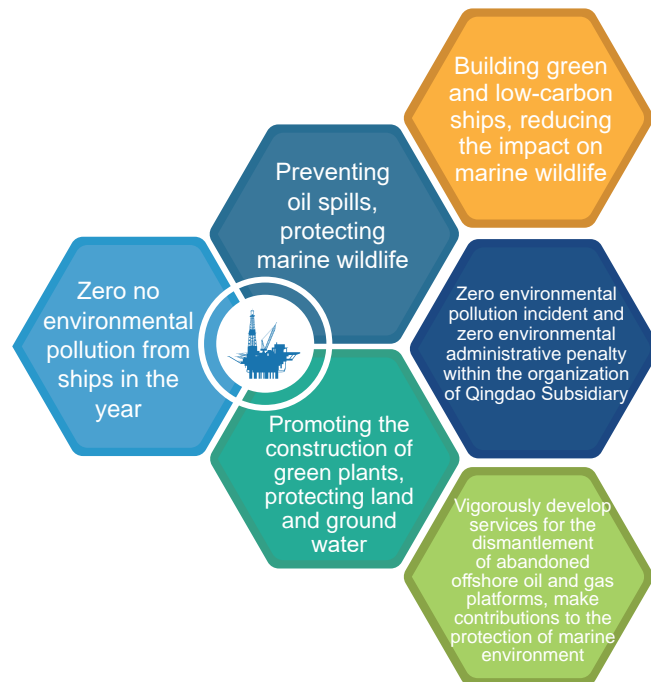 Building green
and low-carbon
ships, reducing
the impact on
marine wildlife
Preventing
oil spills,
protecting
marine wildlife
Zero no
environmental
pollution from
ships in the
year
Zero environmental
pollution incident and
zero environmental
administrative penalty
within the organization
of Qingdao Subsidiary
Promoting the
construction of
green plants,
protecting land
and ground
water
Vigorously develop
services for the
dismantlement
of abandoned
offshore oil and gas
platforms, make
contributions to the
protection of marine
environment